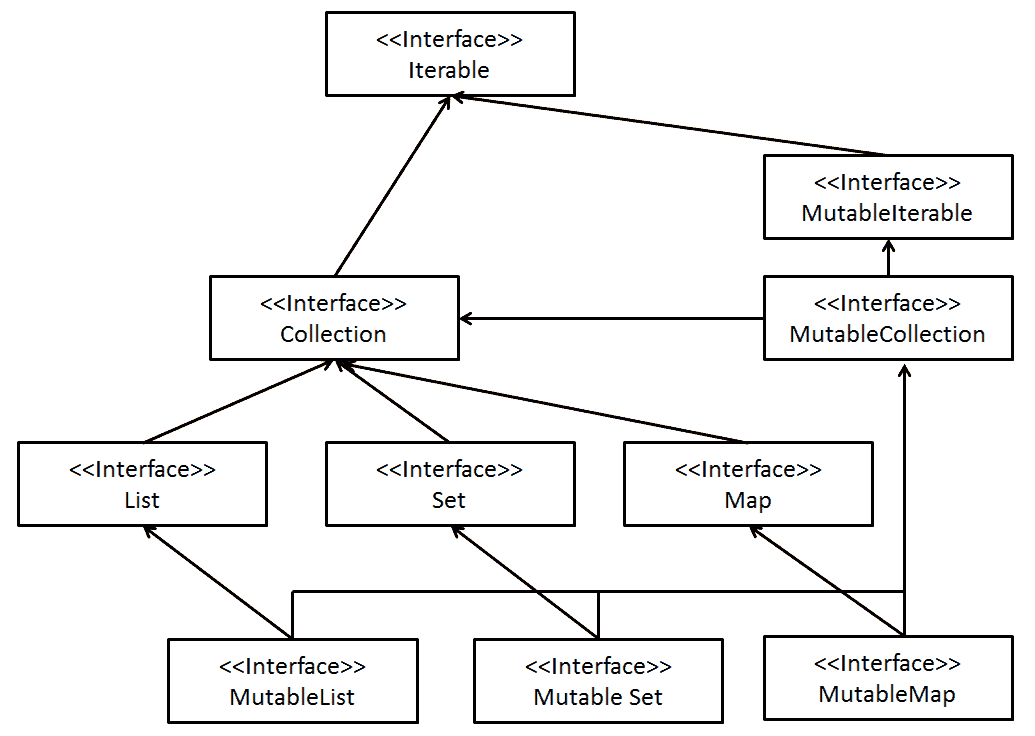 <<Interface>>
Iterable
<<Interface>>
MutableIterable
<<Interface>>
Collection
<<Interface>>
MutableCollection
<<Interface>>
List
<<Interface>>
Set
<<Interface>>
Map
<<Interface>>
MutableList
<<Interface>>
Mutable Set
<<Interface>>
MutableMap